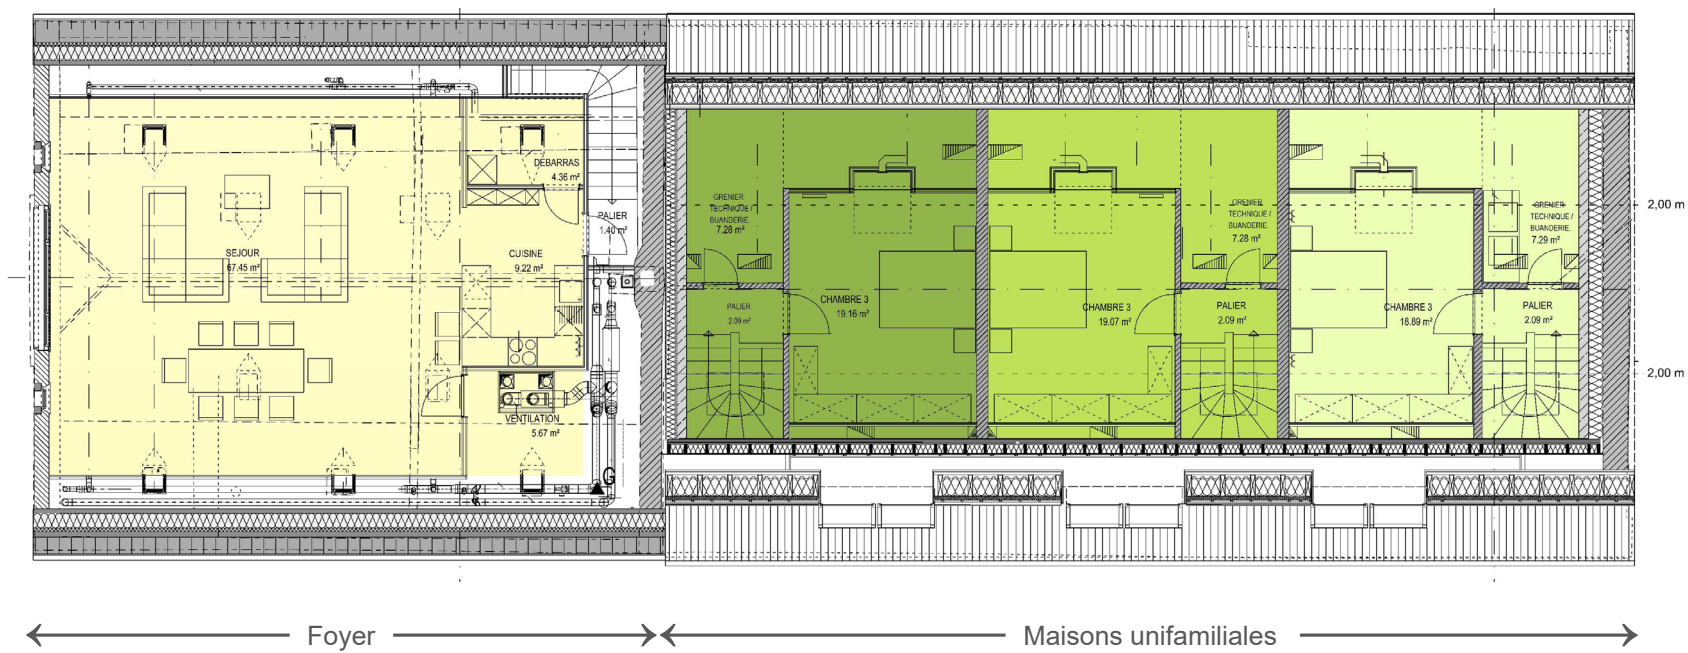 DEBARRAS
4.36 m²
PALIER
1.40 m²
SEJOUR
67.45 m²
CUISINE
9.22 m²
VENTILATION
5.67 m²
G
GRENIER
TECHNIQUE /
BUANDERIE.
7.28 m²
PALIER
2.09 m²
CHAMBRE 3
19.16 m²
CHAMBRE 3
19.07 m²
GRENIER
TECHNIQUE /
BUANDERIE.
7.28 m²
PALIER
2.09 m²
CHAMBRE 3
18.89 m²
GRENIER
TECHNIQUE /
BUANDERIE.
7.29 m²
PALIER
2.09 m²
2,00 m
2,00 m
Foyer
Maisons unifamiliales